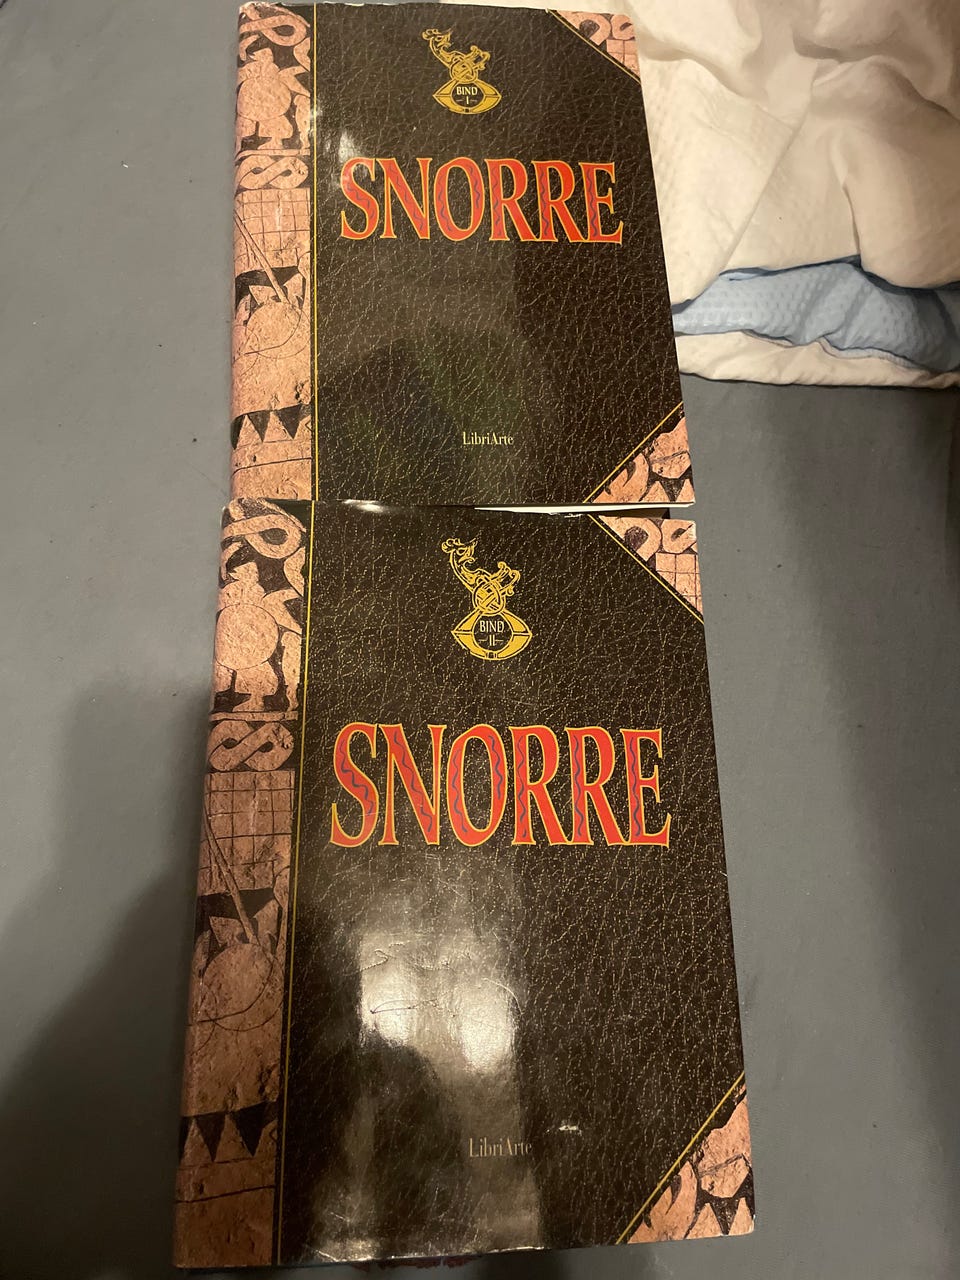 BIND
I
SNORRE
LibriArte
BIND
II
SNORRE
LibriArte